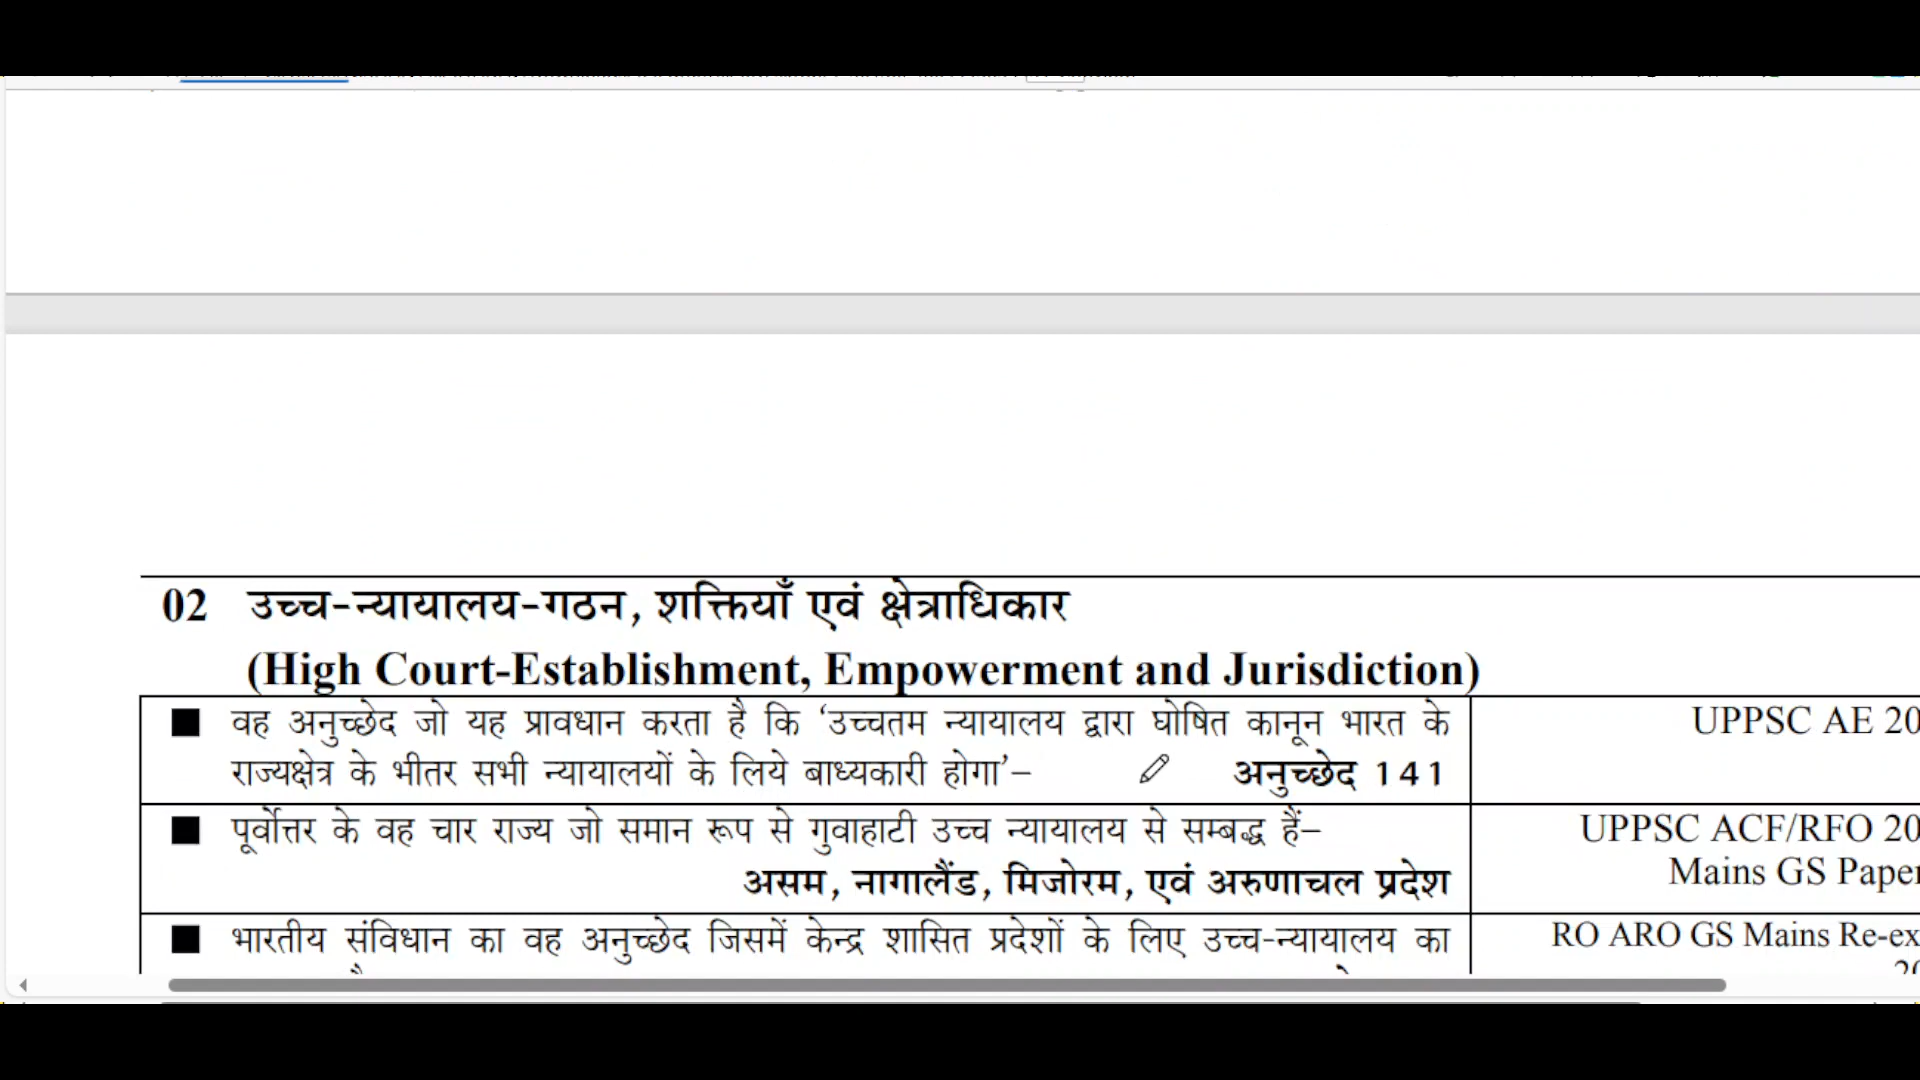 02 उच्च-न्यायालय-गठन, शक्तियाँ एवं क्षेत्राधिकार
(High Court-Establishment, Empowerment and Jurisdiction)
■ वह अनुच्छेद जो यह प्रावधान करता है कि ‘उच्चतम न्यायालय द्वारा घोषित कानून भारत के
राज्यक्षेत्र के भीतर सभी न्यायालयों के लिये बाध्यकारी होगा’– अनुच्छेद 141
UPPSC AE 20
■ पूर्वोत्तर के वह चार राज्य जो समान रूप से गुवाहाटी उच्च न्यायालय से सम्बद्ध हैं–
असम, नागालैंड, मिजोरम, एवं अरुणाचल प्रदेश
UPPSC ACF/RFO 20
Mains GS Paper
■ भारतीय संविधान का वह अनुच्छेद जिसमें केन्द्र शासित प्रदेशों के लिए उच्च-न्यायालय का
RO ARO GS Mains Re-ex